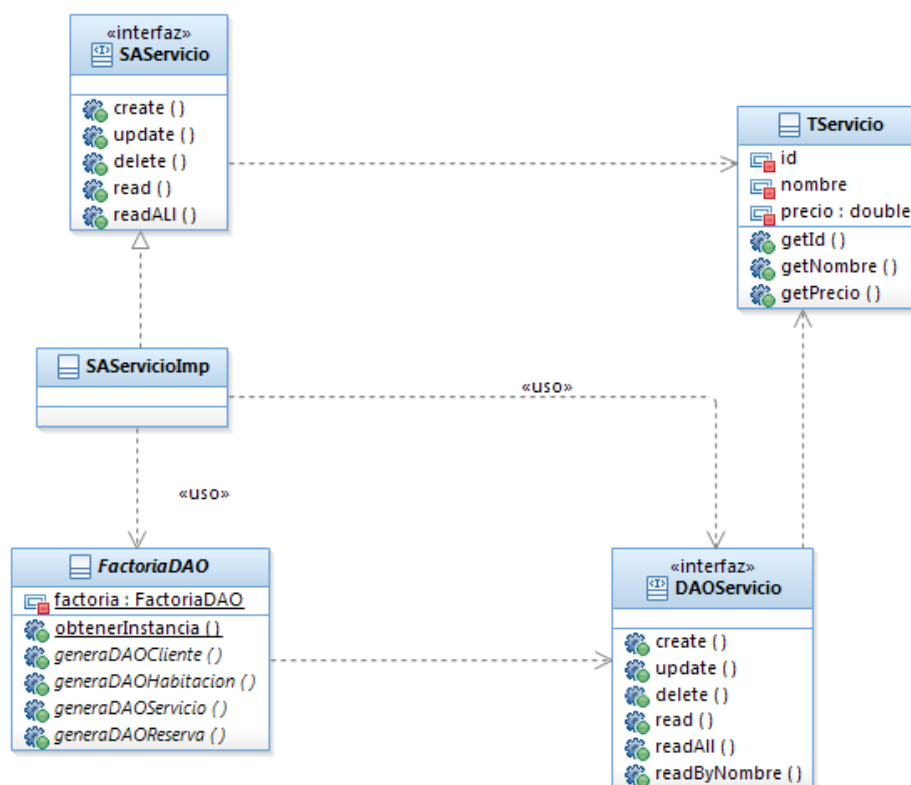 «interfaz»
SAServicio
create ( )
update ( )
delete ( )
read ( )
readALl ( )
TServicio
id
nombre
precio : double
getId ( )
getNombre ( )
getPrecio ( )
SAServicioImp
«uso»
«uso»
FactoriaDAO
factoria : FactoriaDAO
obtenerInstancia ( )
generaDAOCliente ( )
generaDAOHabitacion ( )
generaDAOServicio ( )
generaDAOReserva ( )
«interfaz»
DAOServicio
create ( )
update ( )
delete ( )
read ( )
readAll ( )
readByNombre ( )